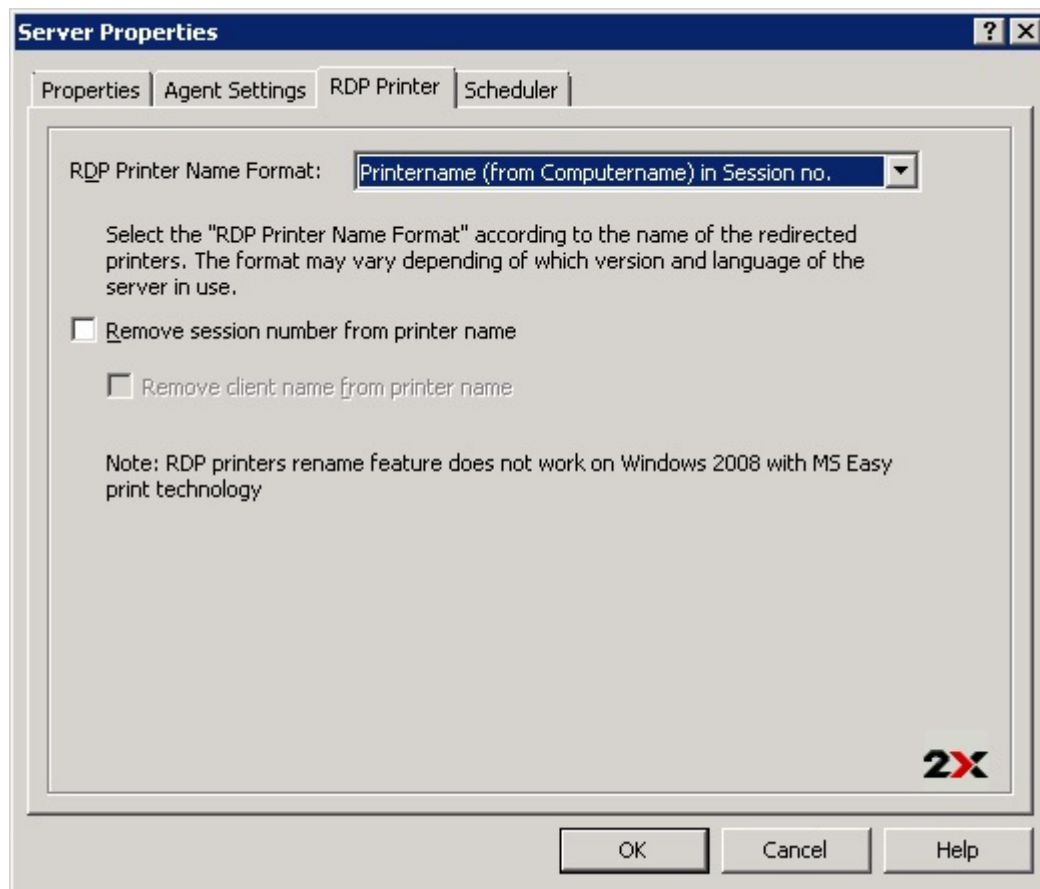 Server Properties
Properties
Agent Settings
RDP Printer
Scheduler
RDP Printer Name Format:
Printername (from Computername) in Session no.
Select the "RDP Printer Name Format" according to the name of the redirected
printers. The format may vary depending of which version and language of the
server in use.
Remove session number from printer name
Remove client name from printer name
Note: RDP printers rename feature does not work on Windows 2008 with MS Easy
print technology
2X
OK
Cancel
Help